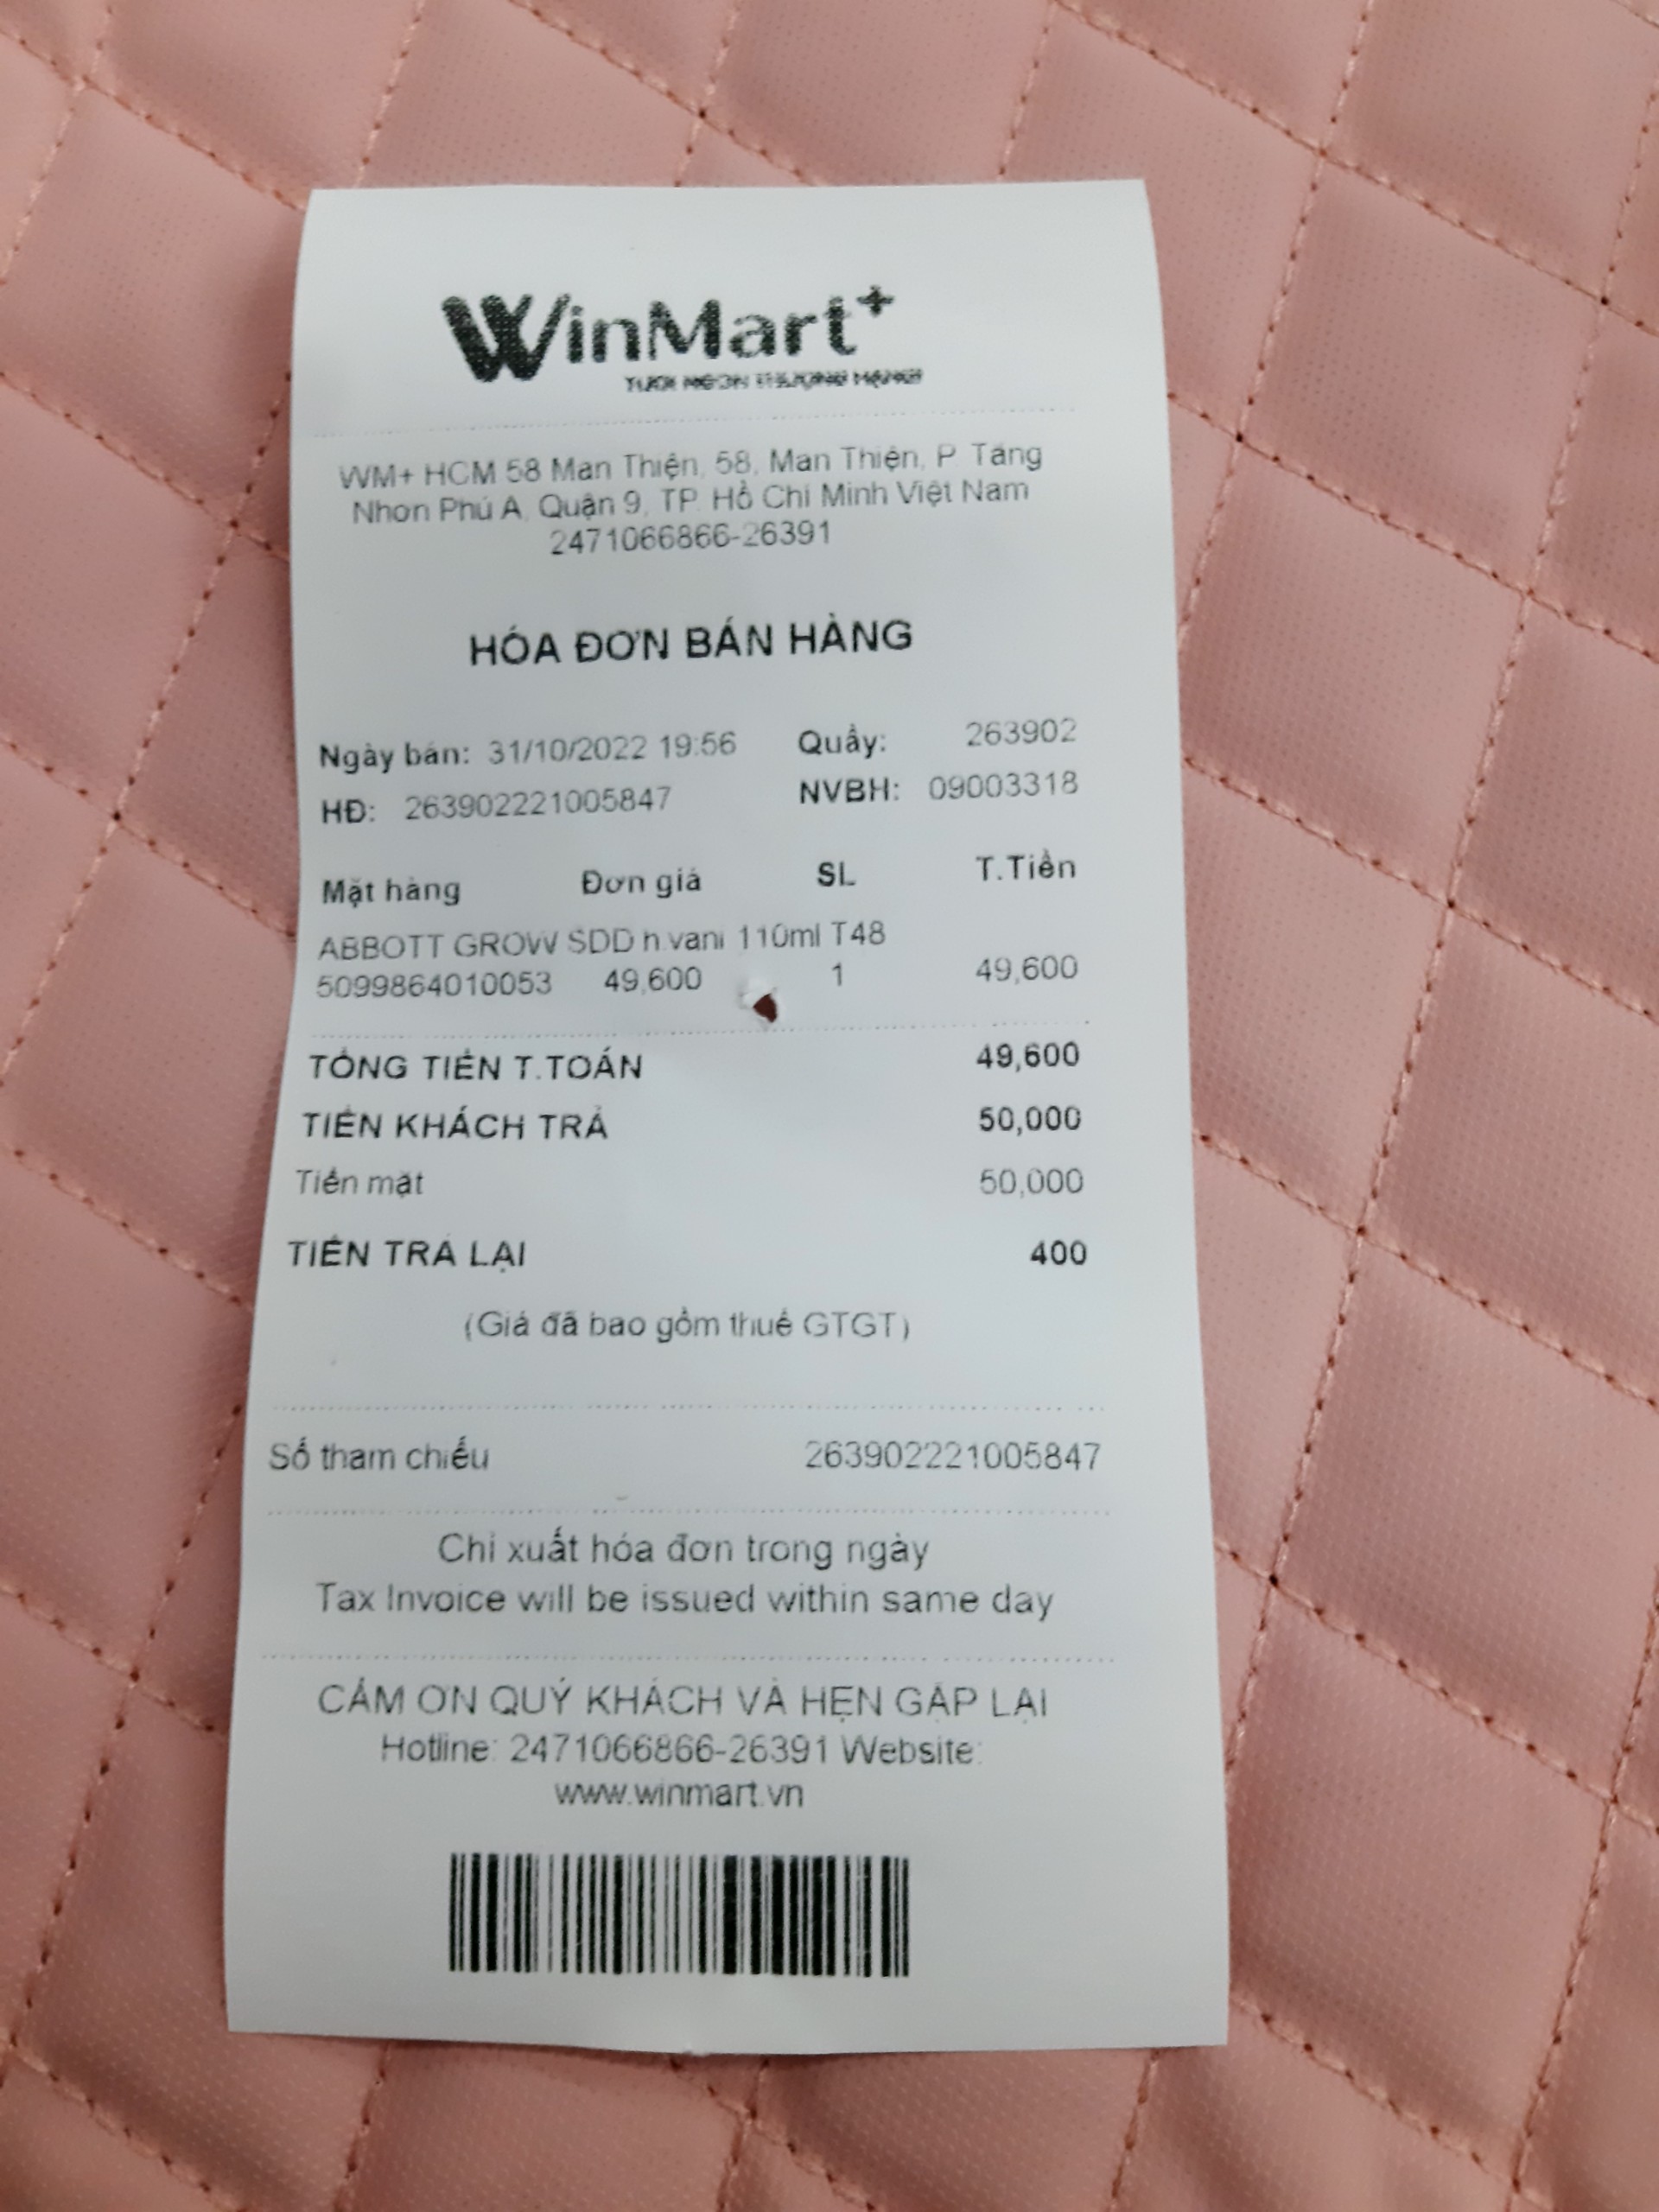 WinMart+
TƯƠI NGON THƯỢNG HẠNG!
WM+ HCM 58 Man Thiện, 58, Man Thiện, P. Tăng
Nhơn Phú A, Quận 9, TP. Hồ Chí Minh Việt Nam
2471066866-26391
HÓA ĐƠN BÁN HÀNG
Ngày bán: 31/10/2022 19:56 Quầy: 263902
HĐ: 263902221005847 NVBH: 09003318
Mặt hàng Đơn giá SL T.Tiền
ABBOTT GROW SDD h.vani 110ml T48
5099864010053 49,600 1 49,600
TỔNG TIỀN T.TOÁN 49,600
TIỀN KHÁCH TRẢ 50,000
Tiền mặt 50,000
TIỀN TRẢ LẠI 400
(Giá đã bao gồm thuế GTGT)
Số tham chiếu 263902221005847
Chỉ xuất hóa đơn trong ngày
Tax Invoice will be issued within same day
CẢM ƠN QUÝ KHÁCH VÀ HẸN GẶP LẠI
Hotline: 2471066866-26391 Website:
www.winmart.vn